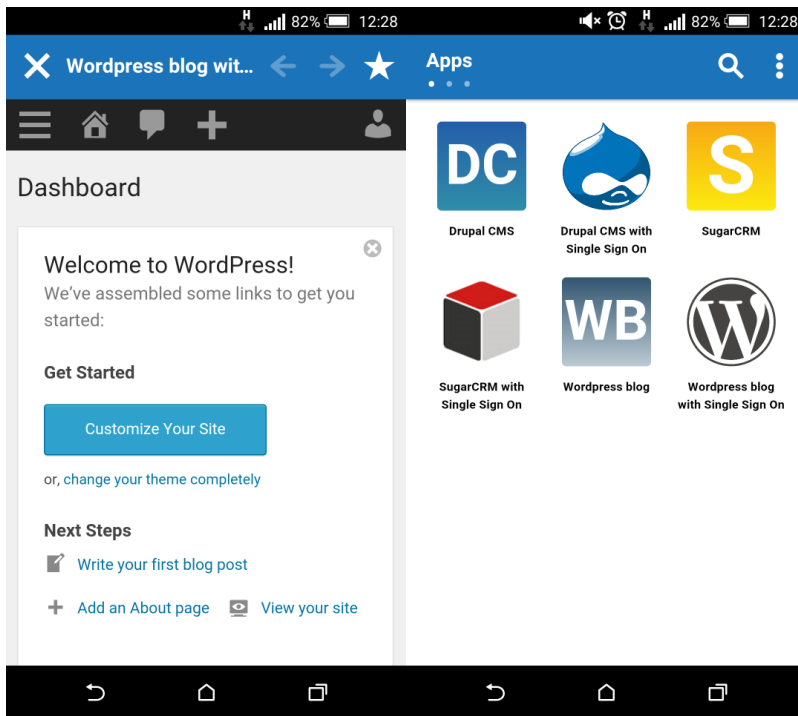 H 82% 12:28
Wordpress blog wit...
Dashboard
Welcome to WordPress!
We've assembled some links to get you
started:
Get Started
Customize Your Site
or, change your theme completely
Next Steps
Write your first blog post
Add an About page View your site
H 82% 12:28
Apps
DC
S
Drupal CMS
Drupal CMS with
Single Sign On
SugarCRM
WB
W
SugarCRM with
Single Sign On
Wordpress blog
Wordpress blog
with Single Sign On